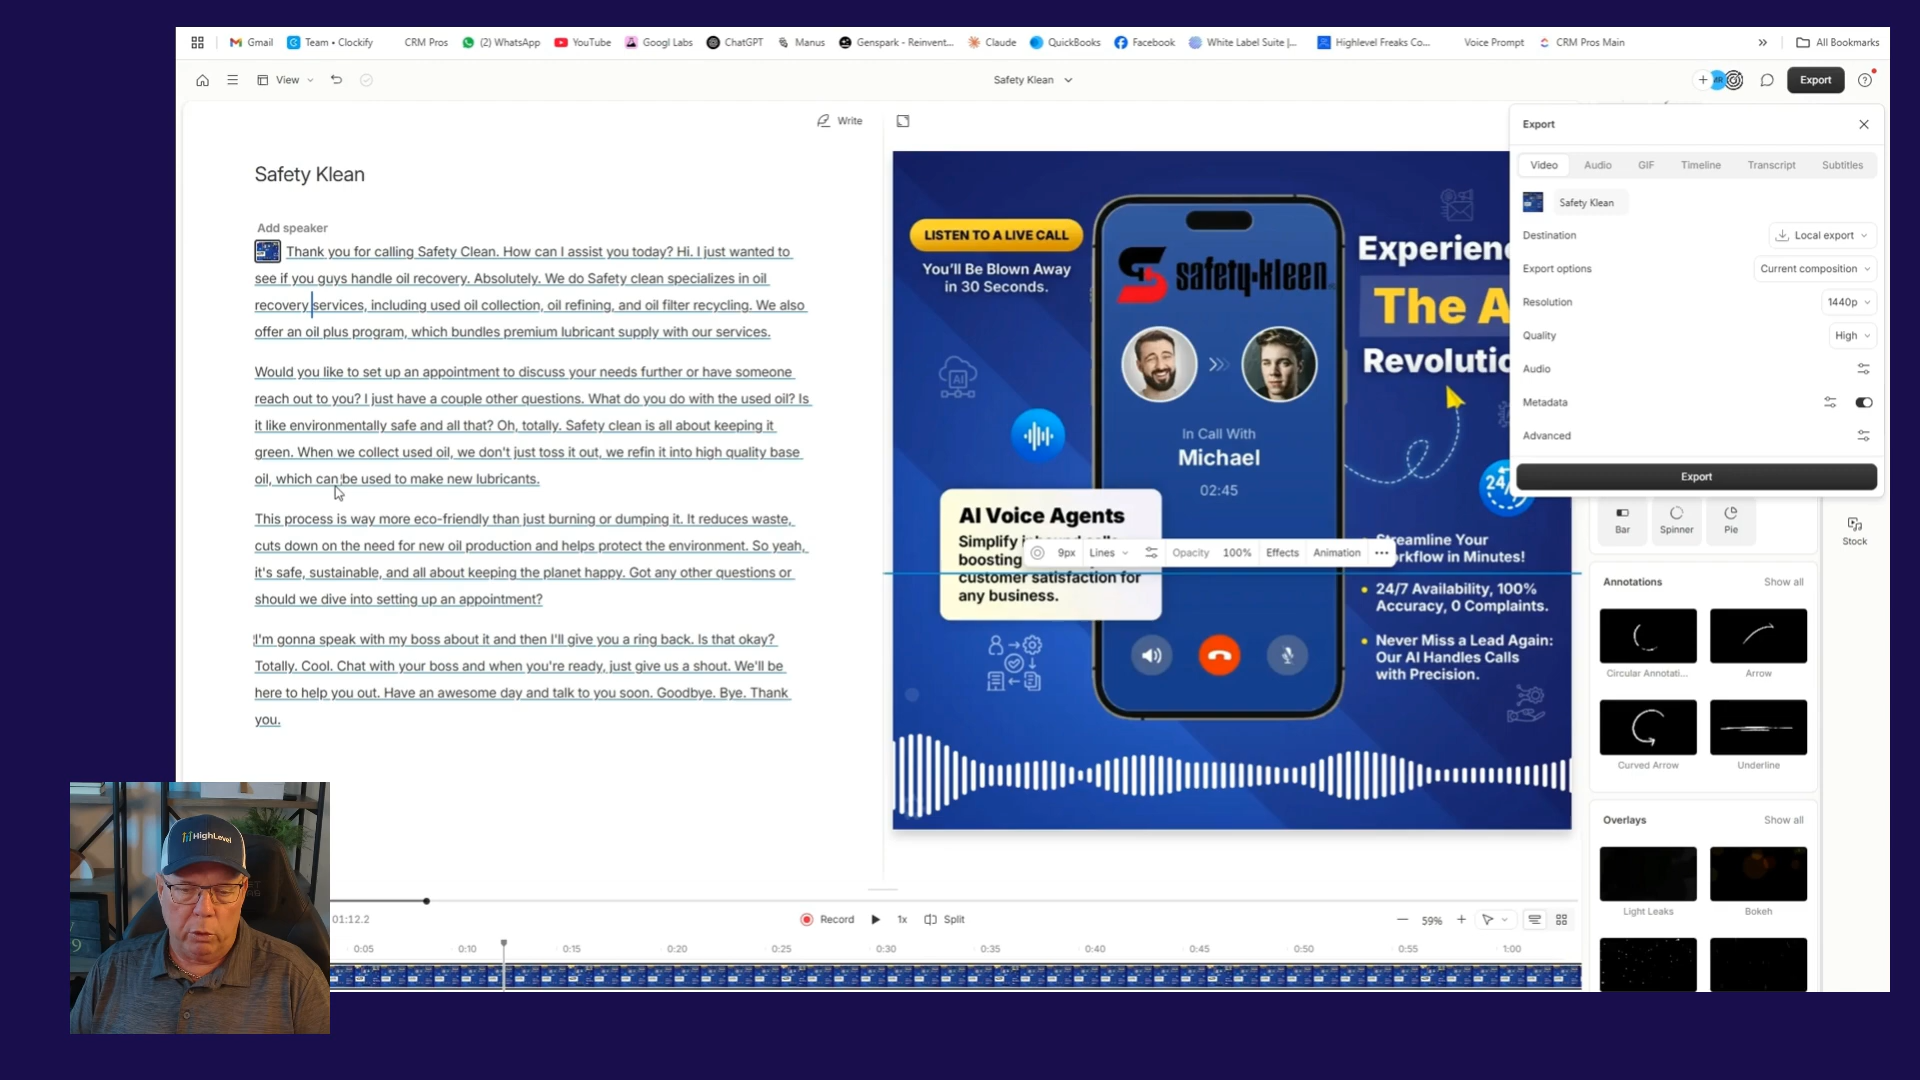 Gmail
Team • Clockify
CRM Pros
(2) WhatsApp
YouTube
Googl Labs
ChatGPT
Manus
Genspark - Reinvent...
Claude
QuickBooks
Facebook
White Label Suite |...
Highlevel Freaks Co...
Voice Prompt
CRM Pros Main
»
All Bookmarks
View
Safety Klean
Export
Write
Safety Klean
Add speaker
Thank you for calling Safety Clean. How can I assist you today? Hi. I just wanted to
see if you guys handle oil recovery. Absolutely. We do Safety clean specializes in oil
recovery services, including used oil collection, oil refining, and oil filter recycling. We also
offer an oil plus program, which bundles premium lubricant supply with our services.
Would you like to set up an appointment to discuss your needs further or have someone
reach out to you? I just have a couple other questions. What do you do with the used oil? Is
it like environmentally safe and all that? Oh, totally. Safety clean is all about keeping it
green. When we collect used oil, we don't just toss it out, we refin it into high quality base
oil, which can be used to make new lubricants.
This process is way more eco-friendly than just burning or dumping it. It reduces waste,
cuts down on the need for new oil production and helps protect the environment. So yeah,
it's safe, sustainable, and all about keeping the planet happy. Got any other questions or
should we dive into setting up an appointment?
I'm gonna speak with my boss about it and then I'll give you a ring back. Is that okay?
Totally. Cool. Chat with your boss and when you're ready, just give us a shout. We'll be
here to help you out. Have an awesome day and talk to you soon. Goodbye. Bye. Thank
you.
LISTEN TO A LIVE CALL
You'll Be Blown Away
in 30 Seconds.
AI
AI Voice Agents
Simplify
boosting
customer satisfaction for
any business.
S safety-kleen
In Call With
Michael
02:45
Experien
The A
Revolutio
24/
Streamline Your
orkflow in Minutes!
• 24/7 Availability, 100%
Accuracy, 0 Complaints.
• Never Miss a Lead Again:
Our AI Handles Calls
with Precision.
9px
Lines
Opacity
100%
Effects
Animation
Export
Video
Audio
GIF
Timeline
Transcript
Subtitles
Safety Klean
Destination
Local export
Export options
Current composition
Resolution
1440p
Quality
High
Audio
Metadata
Advanced
Export
Bar
Spinner
Pie
Stock
Annotations
Show all
Circular Annotati...
Arrow
Curved Arrow
Underline
Overlays
Show all
Light Leaks
Bokeh
01:12.2
Record
1x
Split
59%
0:05
0:10
0:15
0:20
0:25
0:30
0:35
0:40
0:45
0:50
0:55
1:00
HighLevel